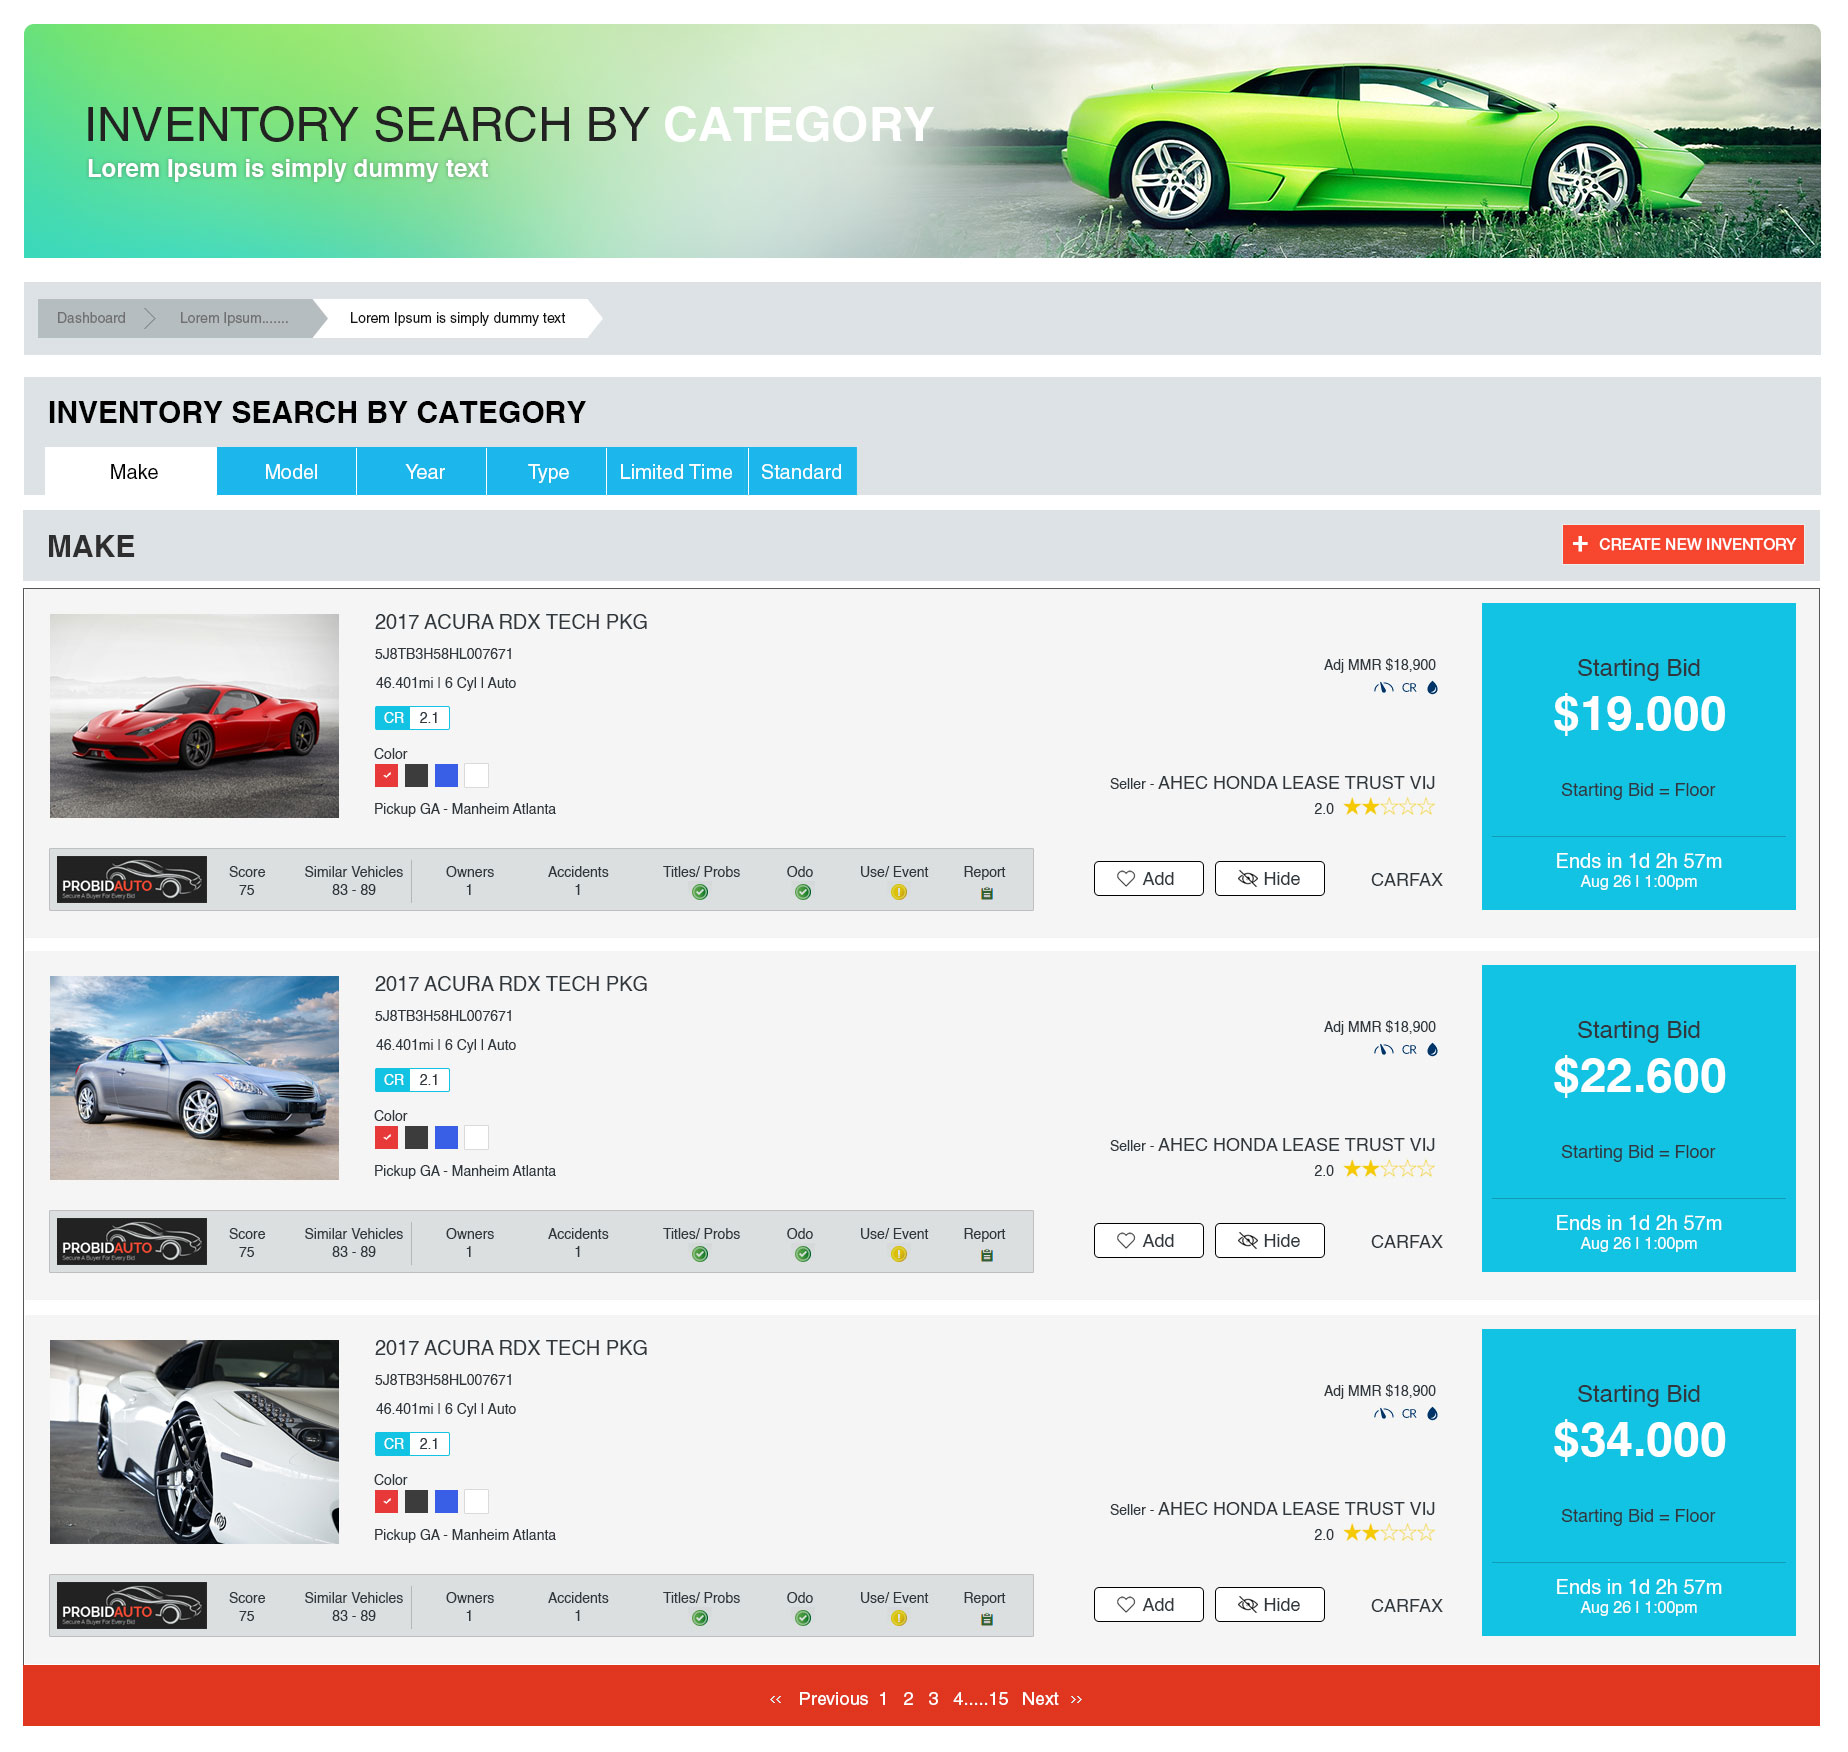 INVENTORY SEARCH BY CATEGORY
Lorem Ipsum is simply dummy text
Dashboard Lorem Ipsum....... Lorem Ipsum is simply dummy text
INVENTORY SEARCH BY CATEGORY
Make Model Year Type Limited Time Standard
MAKE
+ CREATE NEW INVENTORY
2017 ACURA RDX TECH PKG
5J8TB3H58HL007671
46.401mi | 6 Cyl | Auto
CR 2.1
Color
Pickup GA - Manheim Atlanta
Adj MMR $18,900
CR
Seller - AHEC HONDA LEASE TRUST VIJ
2.0
Starting Bid
$19.000
Starting Bid = Floor
Ends in 1d 2h 57m
Aug 26 | 1:00pm
PROBIDAUTO
Secure A Buyer For Every Bid
Score Similar Vehicles Owners Accidents Titles/ Probs Odo Use/ Event Report
75 83 - 89 1 1
Add Hide CARFAX
2017 ACURA RDX TECH PKG
5J8TB3H58HL007671
46.401mi | 6 Cyl | Auto
CR 2.1
Color
Pickup GA - Manheim Atlanta
Adj MMR $18,900
CR
Seller - AHEC HONDA LEASE TRUST VIJ
2.0
Starting Bid
$22.600
Starting Bid = Floor
Ends in 1d 2h 57m
Aug 26 | 1:00pm
PROBIDAUTO
Secure A Buyer For Every Bid
Score Similar Vehicles Owners Accidents Titles/ Probs Odo Use/ Event Report
75 83 - 89 1 1
Add Hide CARFAX
2017 ACURA RDX TECH PKG
5J8TB3H58HL007671
46.401mi | 6 Cyl | Auto
CR 2.1
Color
Pickup GA - Manheim Atlanta
Adj MMR $18,900
CR
Seller - AHEC HONDA LEASE TRUST VIJ
2.0
Starting Bid
$34.000
Starting Bid = Floor
Ends in 1d 2h 57m
Aug 26 | 1:00pm
PROBIDAUTO
Secure A Buyer For Every Bid
Score Similar Vehicles Owners Accidents Titles/ Probs Odo Use/ Event Report
75 83 - 89 1 1
Add Hide CARFAX
‹‹ Previous 1 2 3 4.....15 Next ››